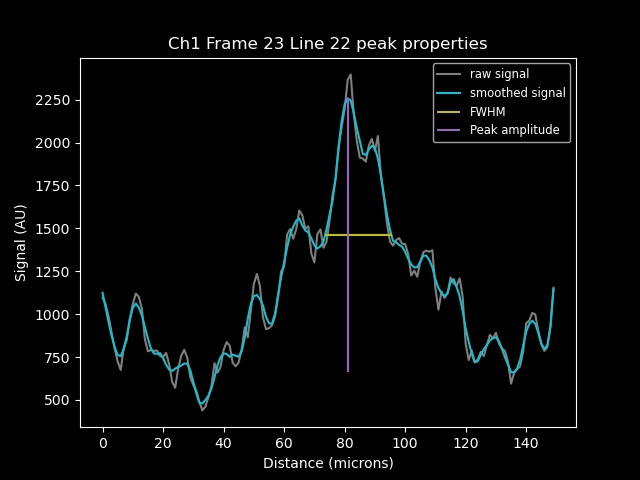 Ch1 Frame 23 Line 22 peak properties
raw signal
smoothed signal
FWHM
Peak amplitude
Signal (AU)
2250
2000
1750
1500
1250
1000
750
500
0 20 40 60 80 100 120 140
Distance (microns)